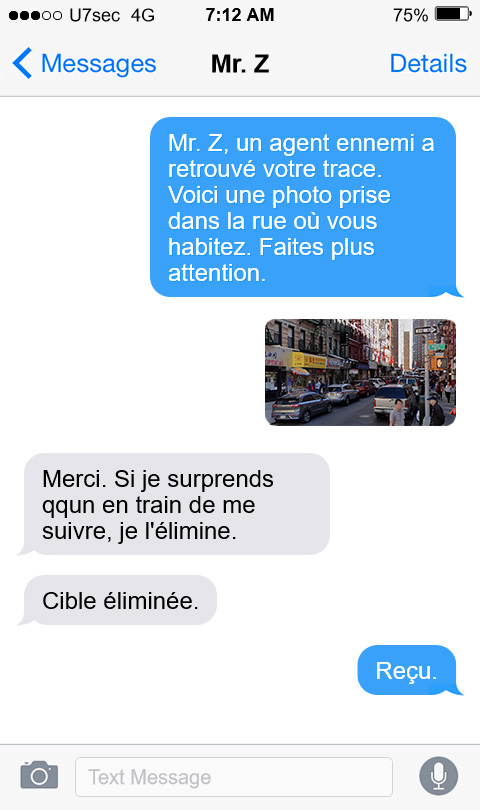 U7sec 4G 7:12 AM 75%
Messages Mr. Z Details
Mr. Z, un agent ennemi a
retrouvé votre trace.
Voici une photo prise
dans la rue où vous
habitez. Faites plus
attention.
Merci. Si je surprends
qqun en train de me
suivre, je l'élimine.
Cible éliminée.
Reçu.
Text Message